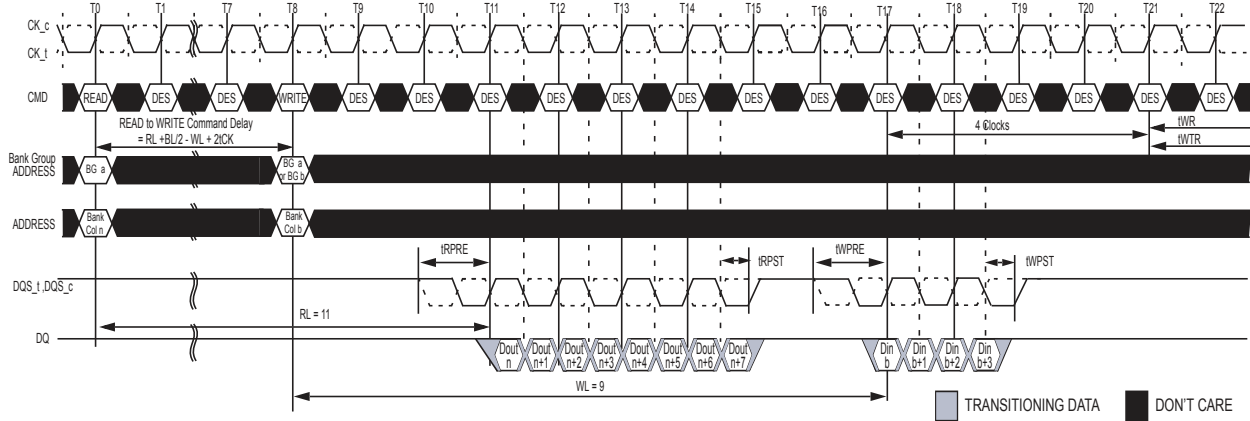 T0 T1 T7 T8 T9 T10 T11 T12 T13 T14 T15 T16 T17 T18 T19 T20 T21 T22
CK_c
CK_t
CMD READ DES DES WRITE DES DES DES DES DES DES DES DES DES DES DES DES DES DES
READ to WRITE Command Delay
= RL +BL/2 - WL + 2tCK
4 Clocks
tWR
tWTR
Bank Group
ADDRESS
BG a
BG a
or BG b
ADDRESS
Bank
Col n
Bank
Col b
tRPRE
tRPST
tWPRE
tWPST
DQS_t ,DQS_c
RL = 11
DQ
Dout
n
Dout
n+1
Dout
n+2
Dout
n+3
Dout
n+4
Dout
n+5
Dout
n+6
Dout
n+7
Din
b
Din
b+1
Din
b+2
Din
b+3
WL = 9
TRANSITIONING DATA
DON'T CARE